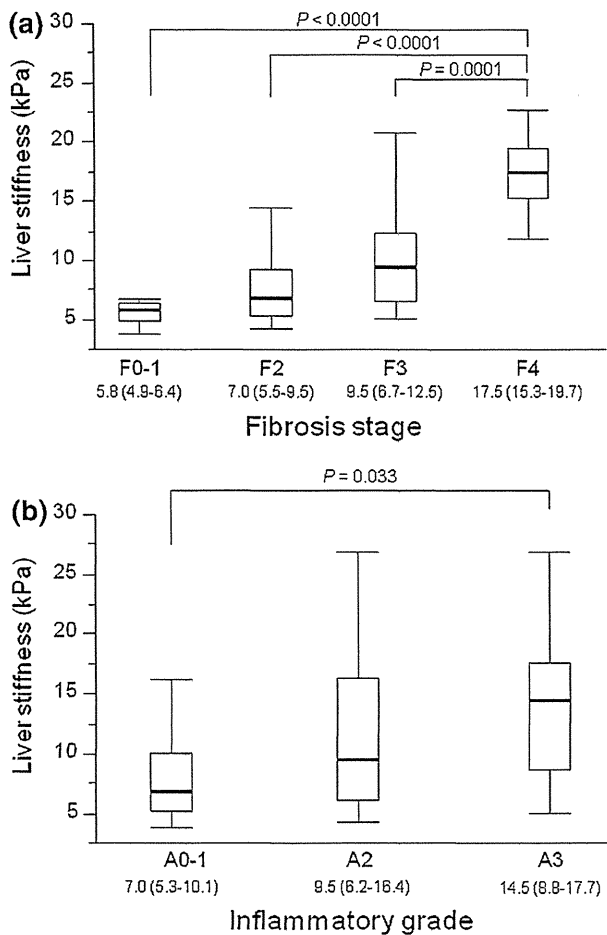 (a)
30
25
20
15
10
5
Liver stiffness (kPa)
P < 0.0001
P < 0.0001
P = 0.0001
F0-1 F2 F3 F4
5.8 (4.9-6.4) 7.0 (5.5-9.5) 9.5 (6.7-12.5) 17.5 (15.3-19.7)
Fibrosis stage
(b)
30
25
20
15
10
5
Liver stiffness (kPa)
P = 0.033
A0-1 A2 A3
7.0 (5.3-10.1) 9.5 (6.2-16.4) 14.5 (8.8-17.7)
Inflammatory grade